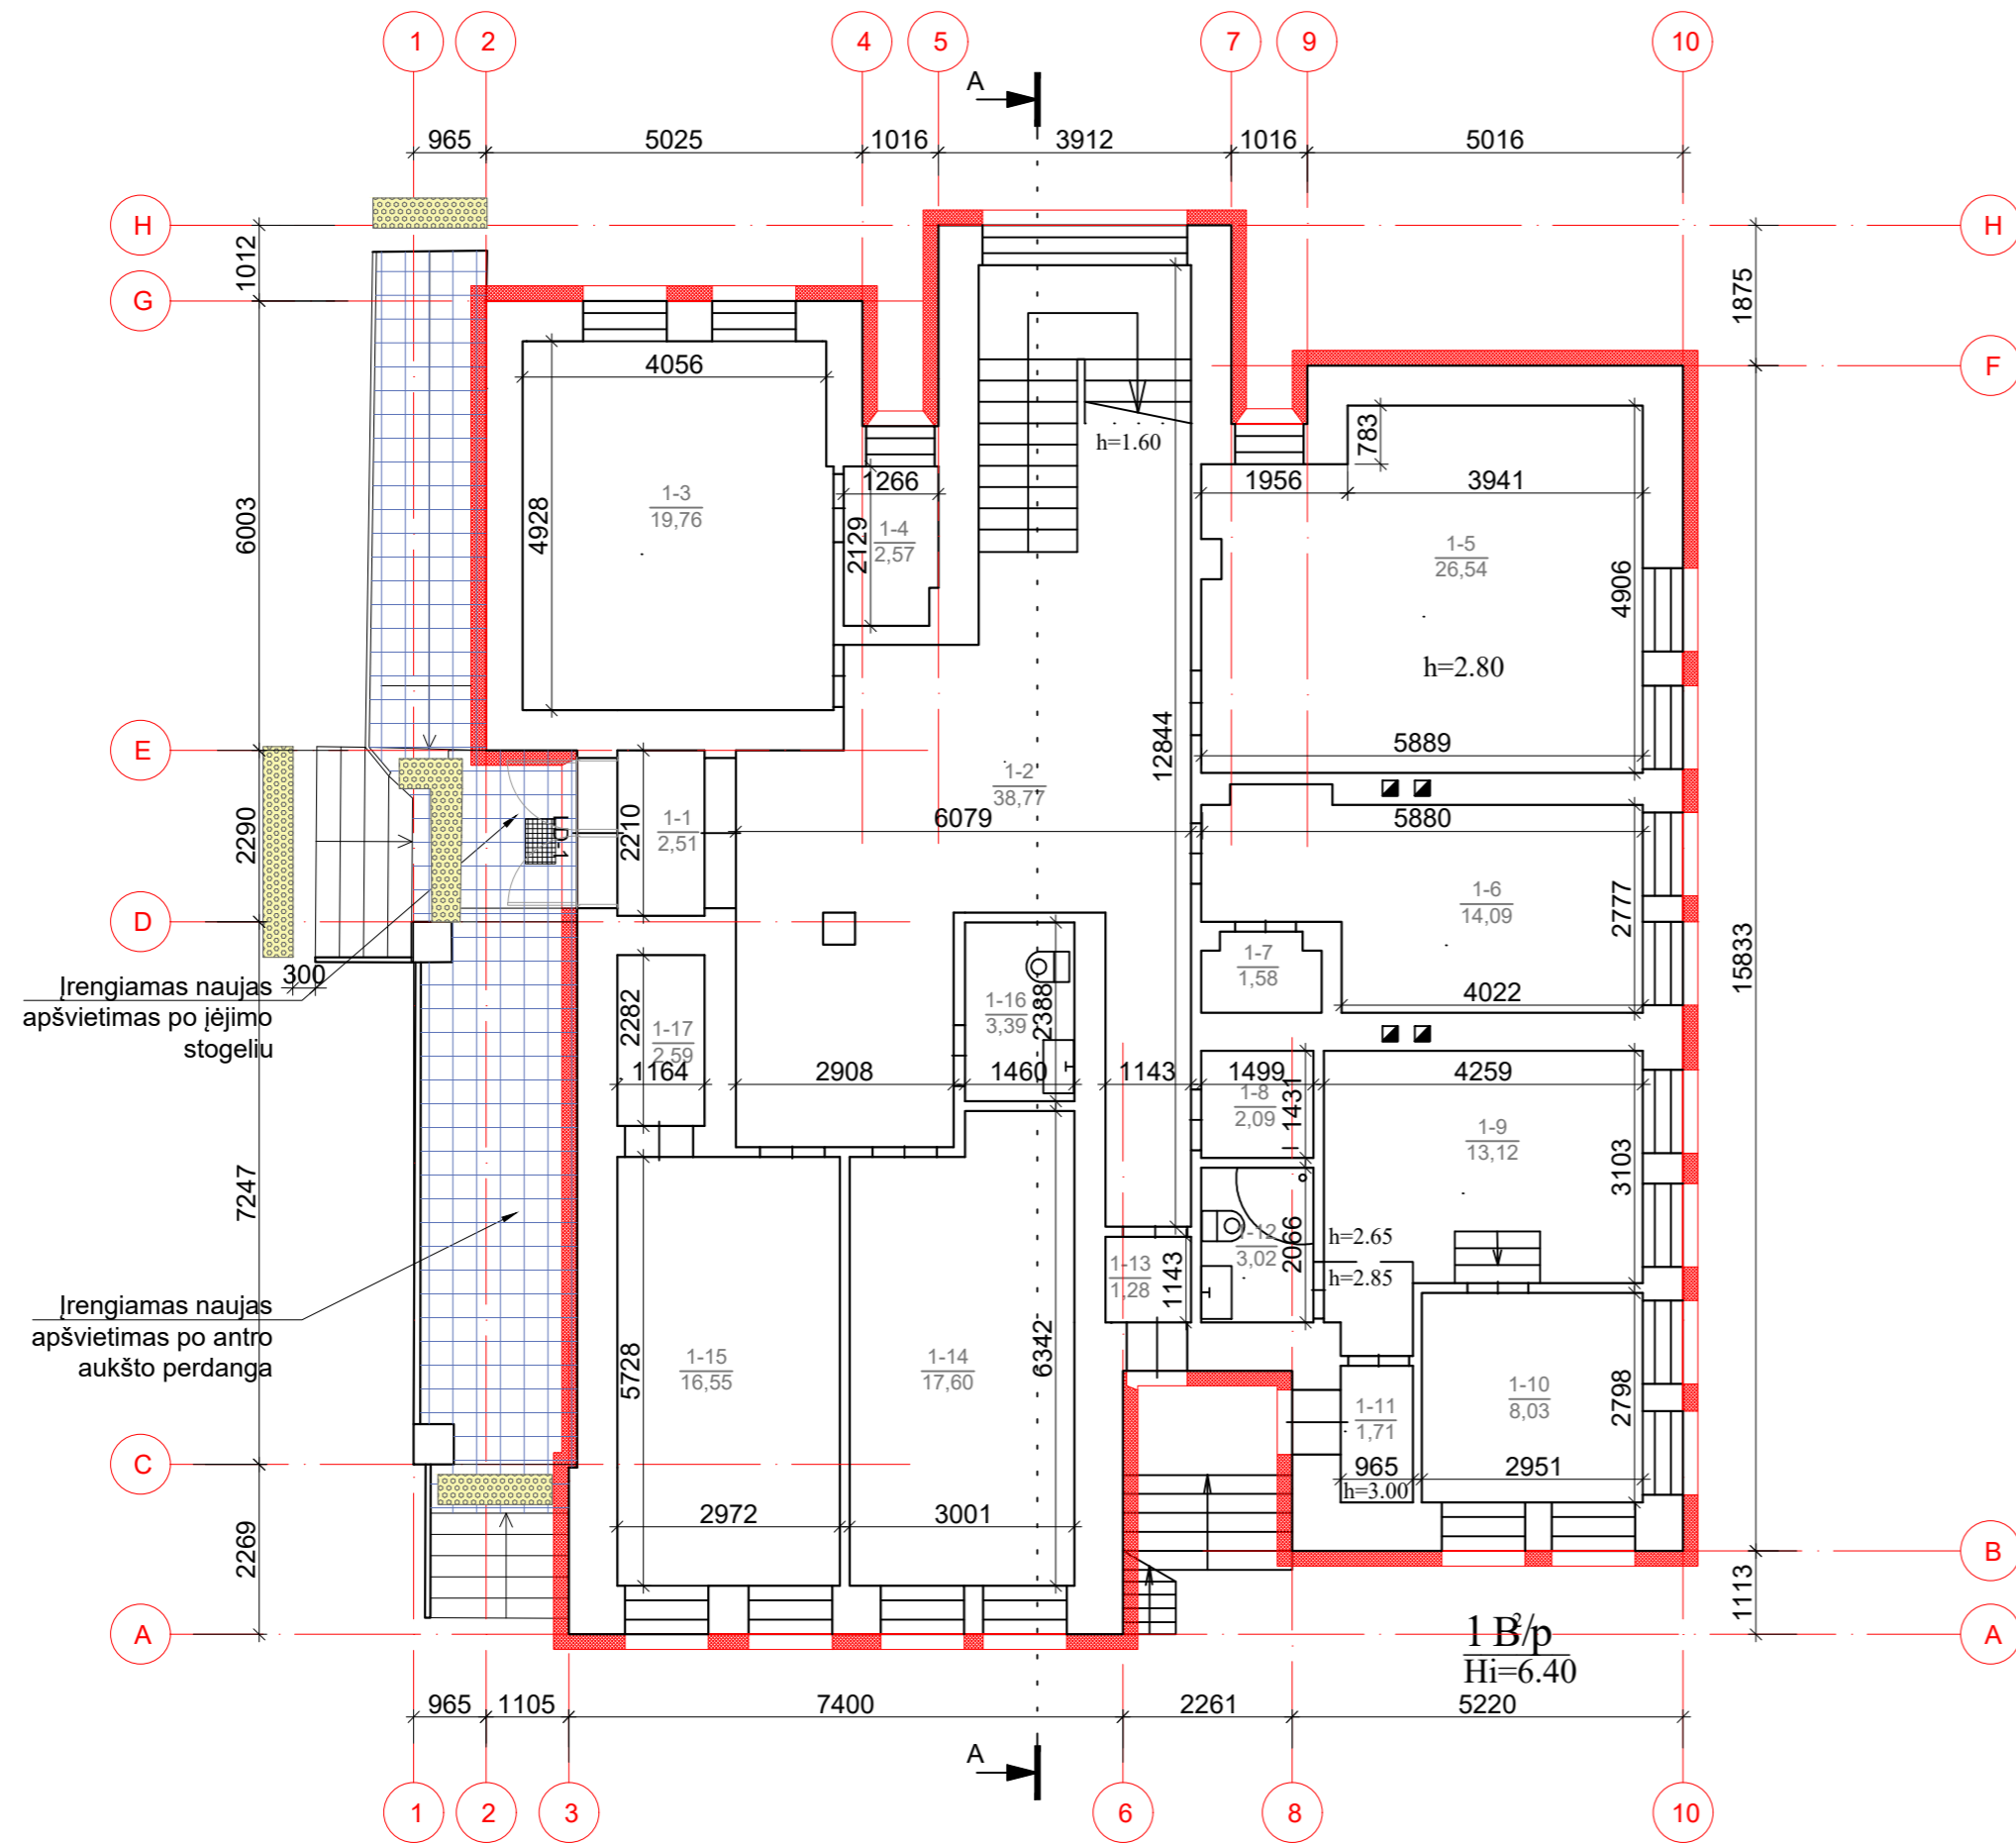 1 2 4 5 7 9 10
A
965 5025 1016 3912 1016 5016
H H
1012
G
1875
F
4056
783
h=1.60
1266
1956 3941
1-3
19,76
4928
6003
2129
1-4
2,57
1-5
26,54
4906
h=2.80
12844
5889
E
1-2
38,77
2210
1-1
2,51
6079
5880
2290
LD-1
1-6
14,09
2777
D
15833
300
Įrengiamas naujas
apšvietimas po įėjimo
stogeliu
1-7
1,58
4022
2282
1-17
2,59
1-16
3,39
2388
1164 2908 1460 1143 1499 4259
1-8
2,09
1431
1-9
13,12
3103
7247
2066
1-12
3,02
h=2.65
h=2.85
1-13
1,28
1143
Įrengiamas naujas
apšvietimas po antro
aukšto perdanga
5728
1-15
16,55
1-14
17,60
6342
1-11
1,71
1-10
8,03
2798
C
965 2951
h=3.00
2972 3001
2269
B
1113
A A
1 B²/p
Hi=6.40
965 1105 7400 2261 5220
A
1 2 3 6 8 10